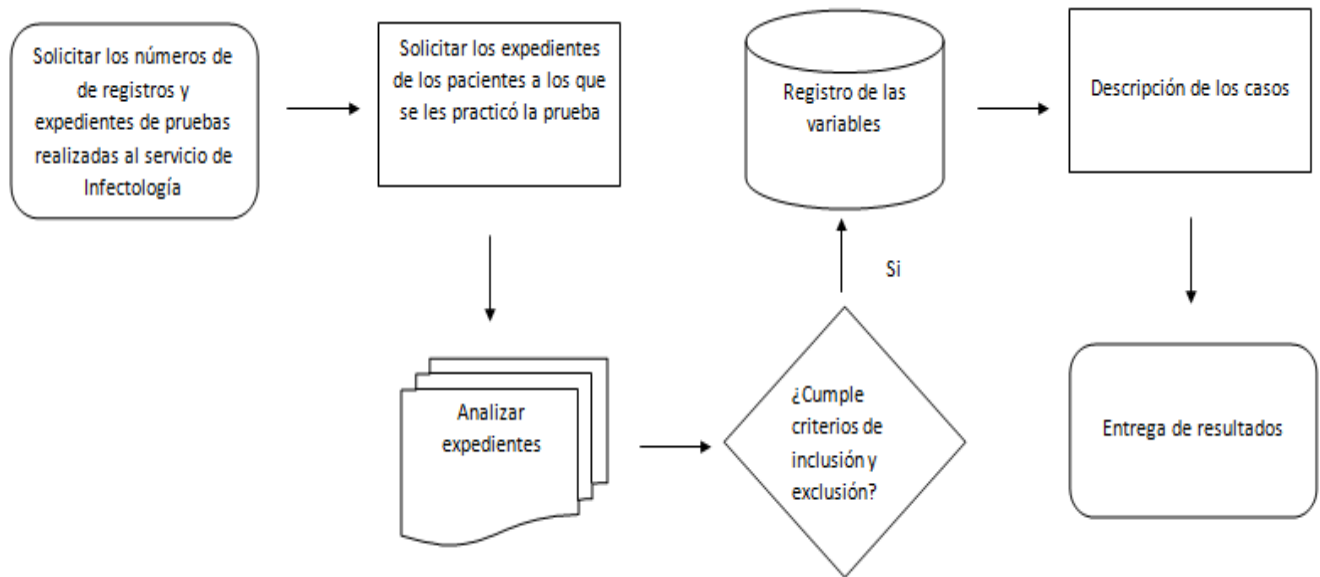 Solicitar los números de
de registros y
expedientes de pruebas
realizadas al servicio de
Infectología
Solicitar los expedientes
de los pacientes a los que
se les practicó la prueba
Analizar
expedientes
¿Cumple
criterios de
inclusión y
exclusión?
Si
Registro de las
variables
Descripción de los casos
Entrega de resultados